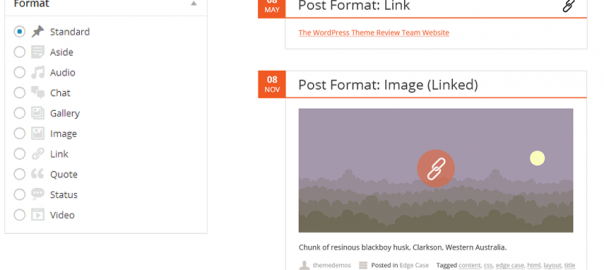 Format
Standard
Aside
Audio
Chat
Gallery
Image
Link
Quote
Status
Video
08
MAY
Post Format: Link
The WordPress Theme Review Team Website
08
NOV
Post Format: Image (Linked)
Chunk of resinous blackboy husk, Clarkson, Western Australia.
themedemos Posted in Edge Case Tagged content, css, edge case, html, layout, title